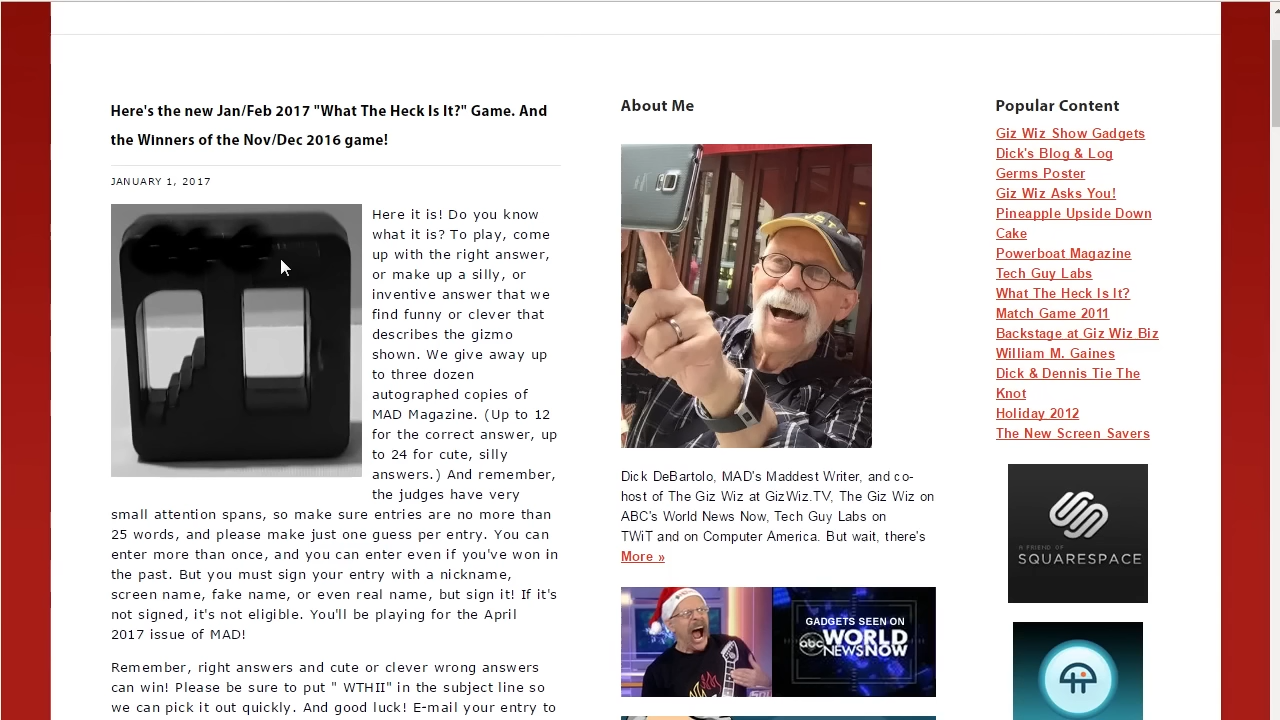 Here's the new Jan/Feb 2017 "What The Heck Is It?" Game. And
the Winners of the Nov/Dec 2016 game!
JANUARY 1, 2017
Here it is! Do you know
what it is? To play, come
up with the right answer,
or make up a silly, or
inventive answer that we
find funny or clever that
describes the gizmo
shown. We give away up
to three dozen
autographed copies of
MAD Magazine. (Up to 12
for the correct answer, up
to 24 for cute, silly
answers.) And remember,
the judges have very
small attention spans, so make sure entries are no more than
25 words, and please make just one guess per entry. You can
enter more than once, and you can enter even if you've won in
the past. But you must sign your entry with a nickname,
screen name, fake name, or even real name, but sign it! If it's
not signed, it's not eligible. You'll be playing for the April
2017 issue of MAD!
Remember, right answers and cute or clever wrong answers
can win. Please be sure to put " WTHII" in the subject line so
we can pick it out quickly. And good luck! E-mail your entry to
About Me
Dick DeBartolo, MAD's Maddest Writer, and co-
host of The Giz Wiz at GizWiz.TV, The Giz Wiz on
ABC's World News Now, Tech Guy Labs on
TWiT and on Computer America. But wait, there's
More »
GADGETS SEEN ON
abc WORLD
NEWS NOW
Popular Content
Giz Wiz Show Gadgets
Dick's Blog & Log
Germs Poster
Giz Wiz Asks You!
Pineapple Upside Down
Cake
Powerboat Magazine
Tech Guy Labs
What The Heck Is It?
Match Game 2011
Backstage at Giz Wiz Biz
William M. Gaines
Dick & Dennis Tie The
Knot
Holiday 2012
The New Screen Savers
A FRIEND OF
SQUARESPACE